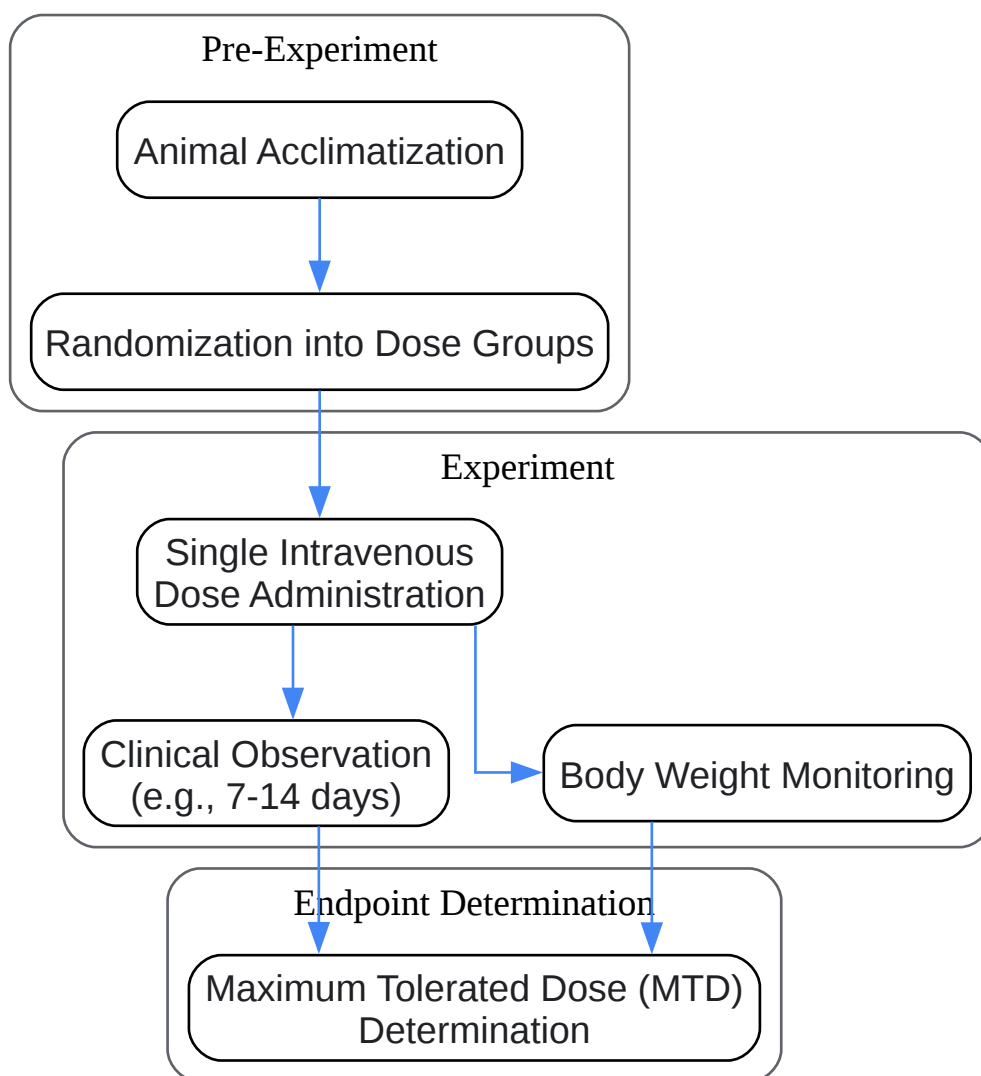 Pre-Experiment
Animal Acclimatization
Randomization into Dose Groups
Experiment
Single Intravenous
Dose Administration
Clinical Observation
(e.g., 7-14 days)
Body Weight Monitoring
Endpoint Determination
Maximum Tolerated Dose (MTD)
Determination